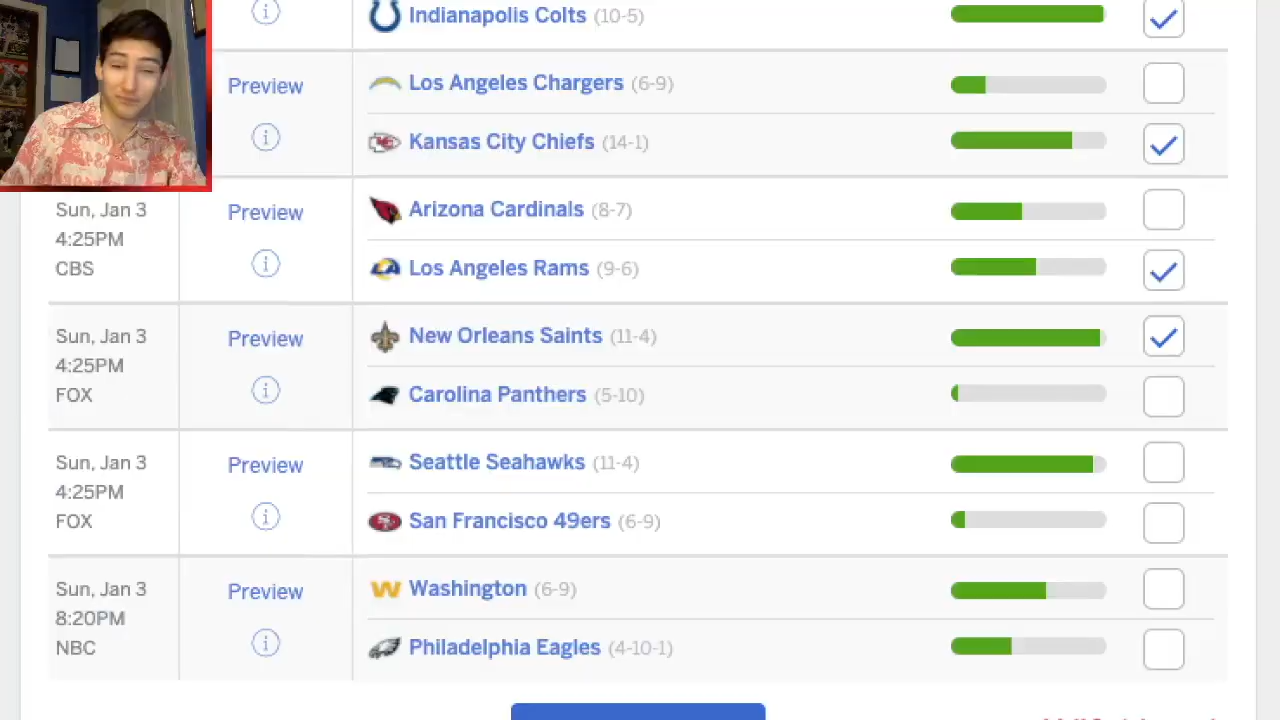 Indianapolis Colts (10-5)
Preview
Los Angeles Chargers (6-9)
Kansas City Chiefs (14-1)
Sun, Jan 3
4:25PM
CBS
Preview
Arizona Cardinals (8-7)
Los Angeles Rams (9-6)
Sun, Jan 3
4:25PM
FOX
Preview
New Orleans Saints (11-4)
Carolina Panthers (5-10)
Sun, Jan 3
4:25PM
FOX
Preview
Seattle Seahawks (11-4)
San Francisco 49ers (6-9)
Sun, Jan 3
8:20PM
NBC
Preview
Washington (6-9)
Philadelphia Eagles (4-10-1)